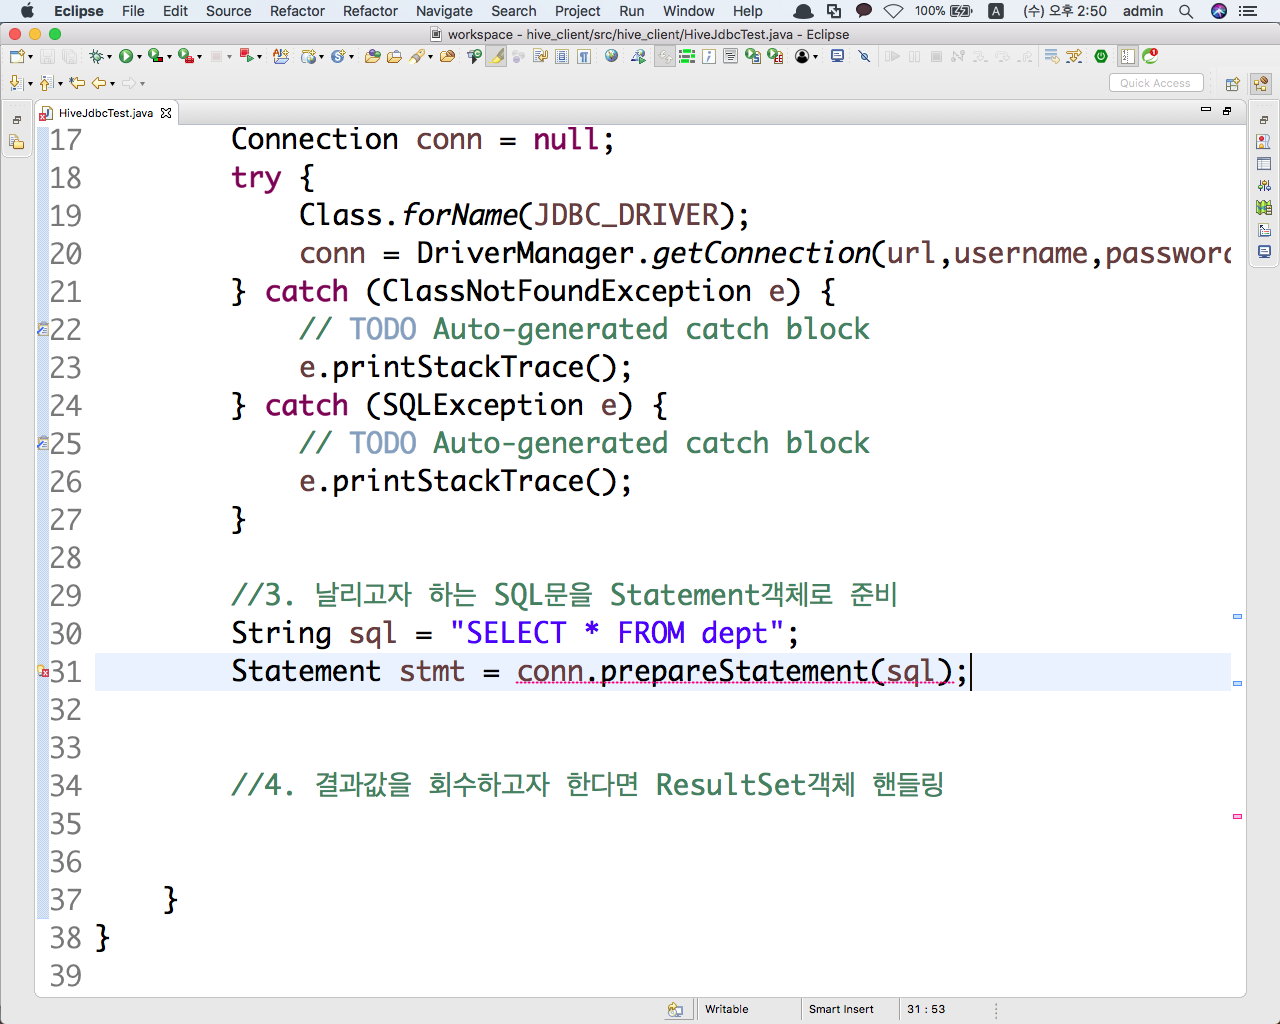 Eclipse File Edit Source Refactor Refactor Navigate Search Project Run Window Help 100% A (수) 오후 2:50 admin
workspace - hive_client/src/hive_client/HiveJdbcTest.java - Eclipse
Quick Access
HiveJdbcTest.java
17 Connection conn = null;
18 try {
19 Class.forName(JDBC_DRIVER);
20 conn = DriverManager.getConnection(url,username,password
21 } catch (ClassNotFoundException e) {
22 // TODO Auto-generated catch block
23 e.printStackTrace();
24 } catch (SQLException e) {
25 // TODO Auto-generated catch block
26 e.printStackTrace();
27 }
28
29 //3. 날리고자 하는 SQL문을 Statement객체로 준비
30 String sql = "SELECT * FROM dept";
31 Statement stmt = conn.prepareStatement(sql);
32
33
34 //4. 결과값을 회수하고자 한다면 ResultSet객체 핸들링
35
36
37 }
38 }
39
Writable Smart Insert 31 : 53